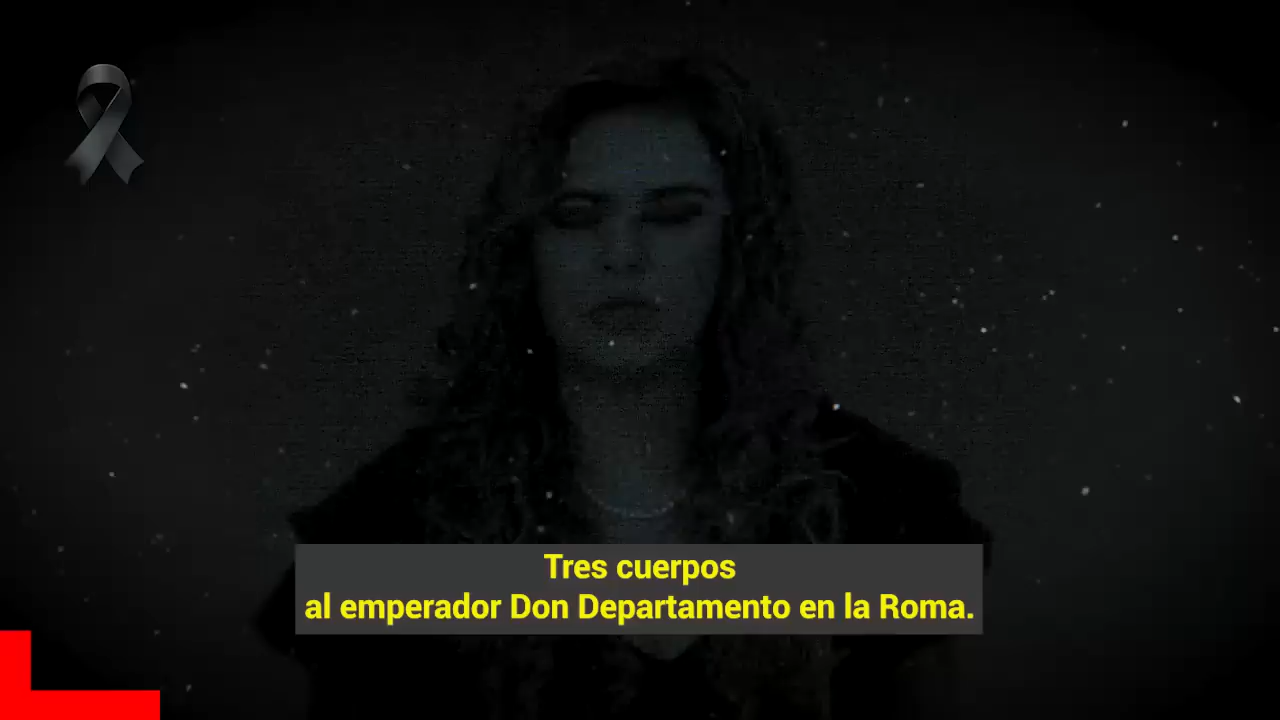 Tres cuerpos
al emperador Don Departamento en la Roma.